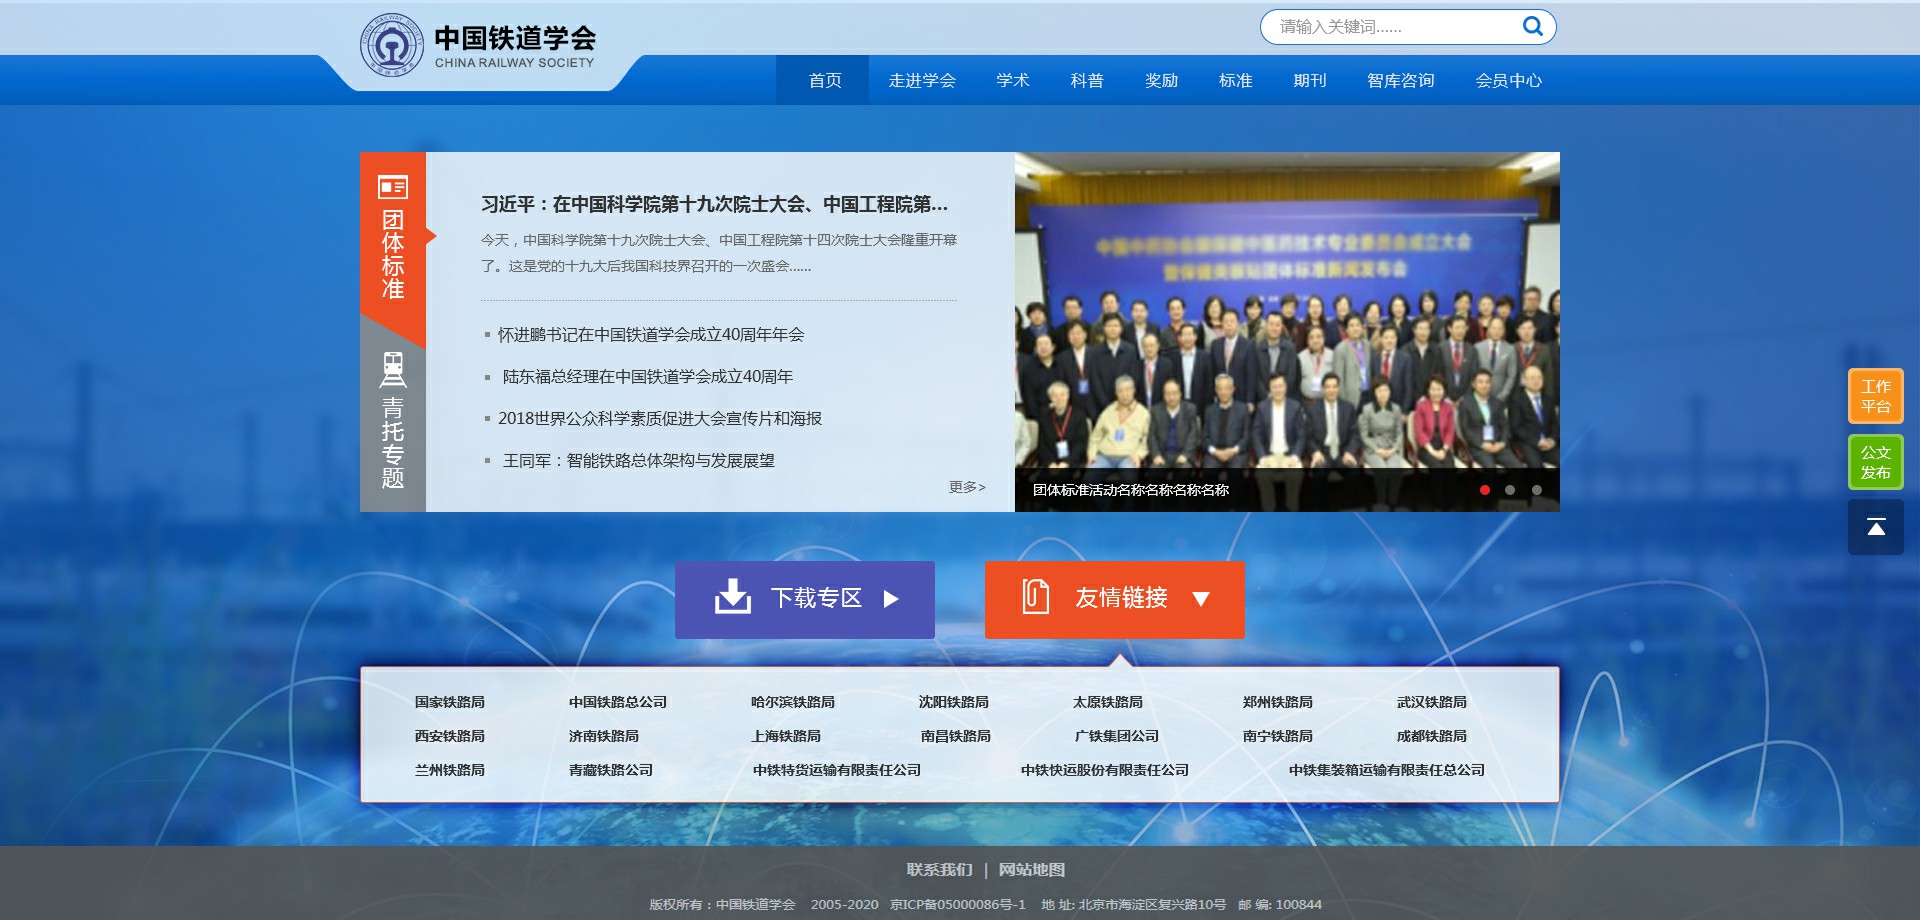 中国铁道学会
CHINA RAILWAY SOCIETY
请输入关键词......
首页 走进学会 学术 科普 奖励 标准 期刊 智库咨询 会员中心
团体标准
青托专题
习近平：在中国科学院第十九次院士大会、中国工程院第...
今天，中国科学院第十九次院士大会、中国工程院第十四次院士大会隆重开幕
了。这是党的十九大后我国科技界召开的一次盛会......
怀进鹏书记在中国铁道学会成立40周年年会
陆东福总经理在中国铁道学会成立40周年
2018世界公众科学素质促进大会宣传片和海报
王同军：智能铁路总体架构与发展展望
更多>
团体标准活动名称名称名称名称
工作
平台
公文
发布
下载专区
友情链接
国家铁路局 中国铁路总公司 哈尔滨铁路局 沈阳铁路局 太原铁路局 郑州铁路局 武汉铁路局
西安铁路局 济南铁路局 上海铁路局 南昌铁路局 广铁集团公司 南宁铁路局 成都铁路局
兰州铁路局 青藏铁路公司 中铁特货运输有限责任公司 中铁快运股份有限责任公司 中铁集装箱运输有限责任总公司
联系我们 | 网站地图
版权所有：中国铁道学会 2005-2020 京ICP备05000086号-1 地 址: 北京市海淀区复兴路10号 邮 编: 100844